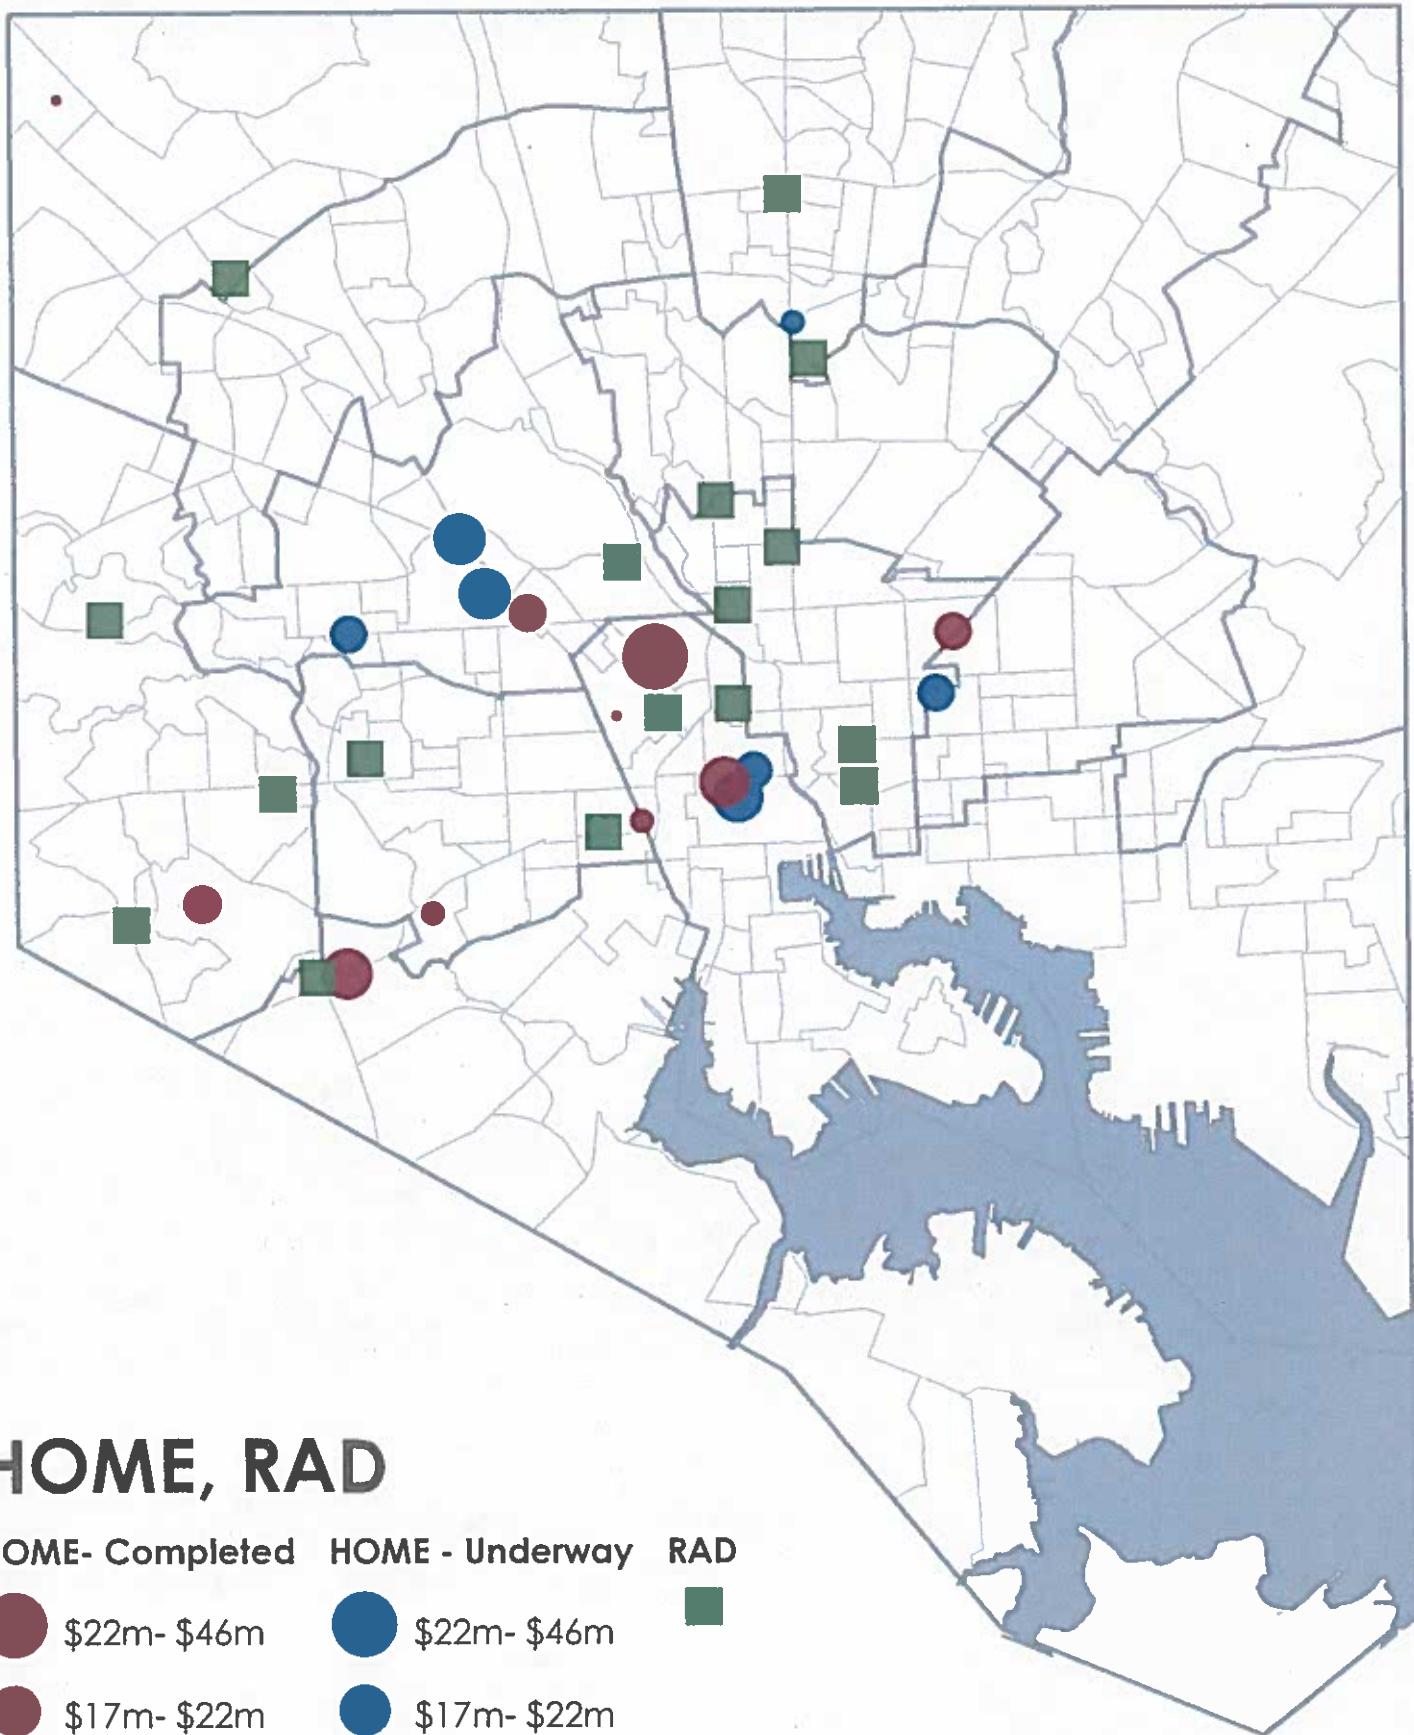 HOME, RAD
OME- Completed HOME - Underway RAD
$22m- $46m $22m- $46m
$17m- $22m $17m- $22m